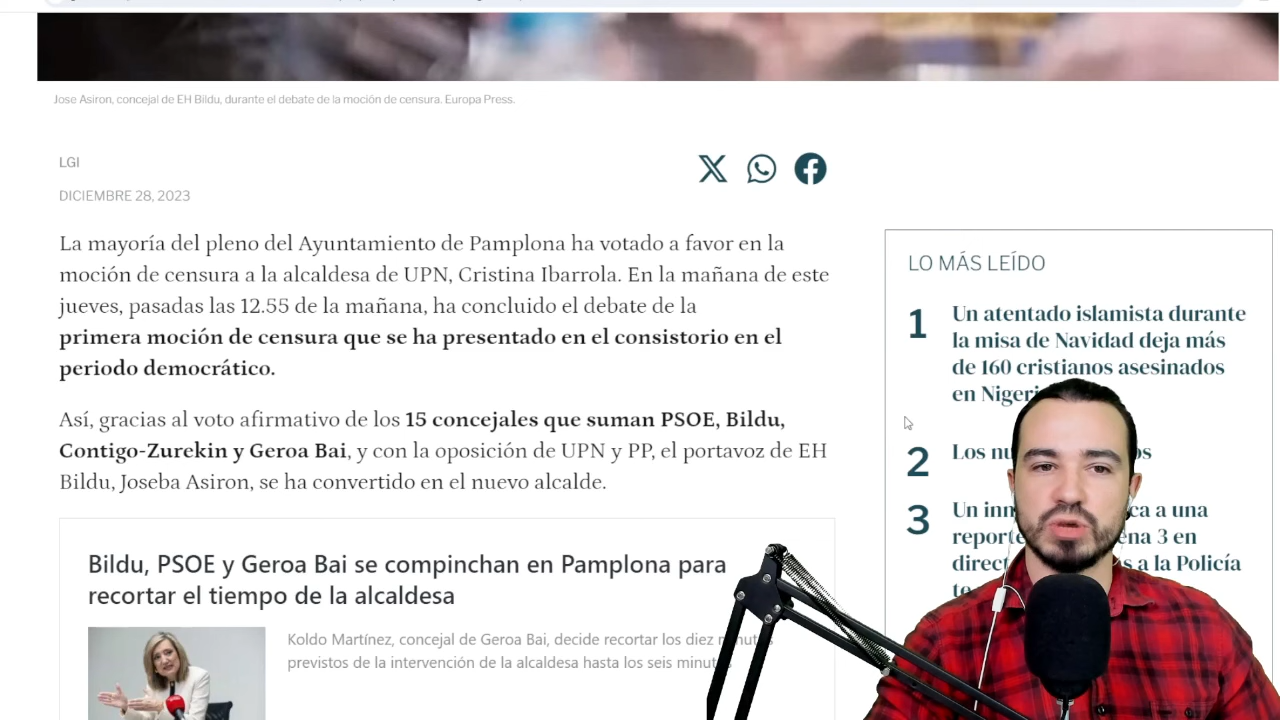 Jose Asiron, concejal de EH Bildu, durante el debate de la moción de censura. Europa Press.
LGI
DICIEMBRE 28, 2023
La mayoría del pleno del Ayuntamiento de Pamplona ha votado a favor en la
moción de censura a la alcaldesa de UPN, Cristina Ibarrola. En la mañana de este
jueves, pasadas las 12.55 de la mañana, ha concluido el debate de la
primera moción de censura que se ha presentado en el consistorio en el
periodo democrático.
Así, gracias al voto afirmativo de los 15 concejales que suman PSOE, Bildu,
Contigo-Zurekin y Geroa Bai, y con la oposición de UPN y PP, el portavoz de EH
Bildu, Joseba Asiron, se ha convertido en el nuevo alcalde.
Bildu, PSOE y Geroa Bai se compinchan en Pamplona para
recortar el tiempo de la alcaldesa
Koldo Martínez, concejal de Geroa Bai, decide recortar los diez
previstos de la intervención de la alcaldesa hasta los seis
LO MÁS LEÍDO
1
Un atentado islamista durante
la misa de Navidad deja más
de 160 cristianos asesinados
en
2
Los
3
Un a una
3 en
a la Policía